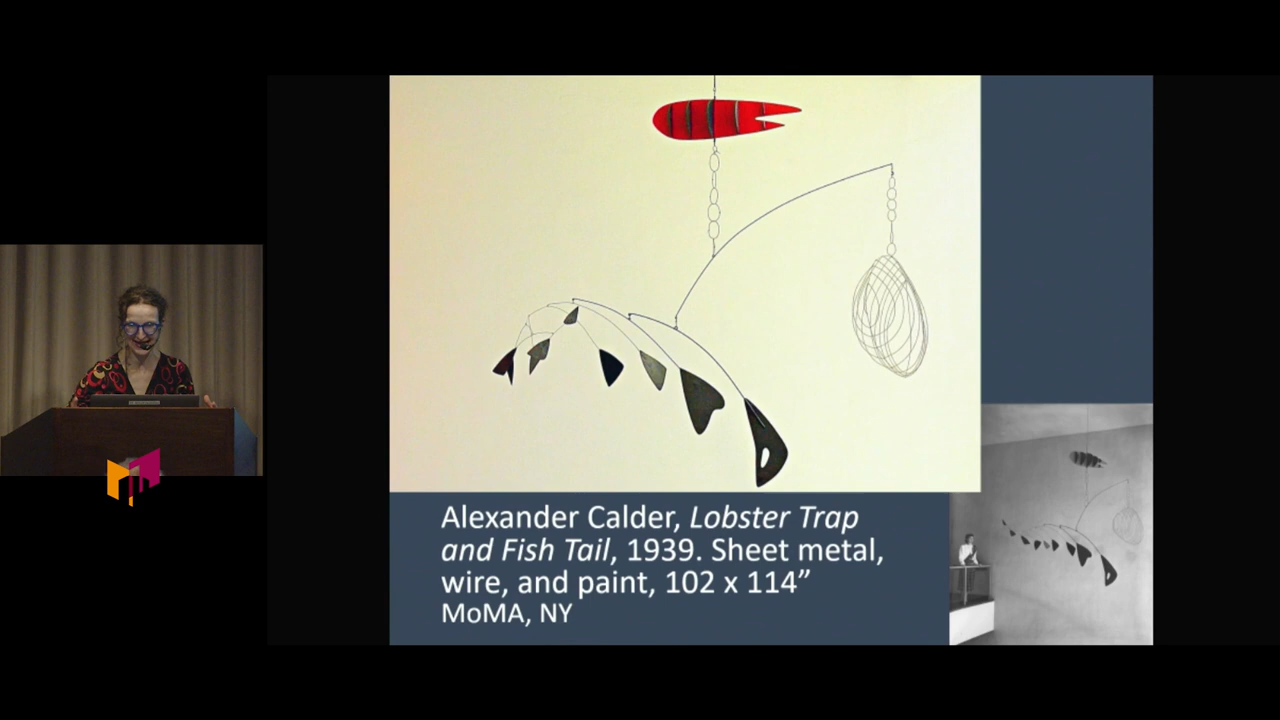 Alexander Calder, Lobster Trap
and Fish Tail, 1939. Sheet metal,
wire, and paint, 102 x 114”
MoMA, NY